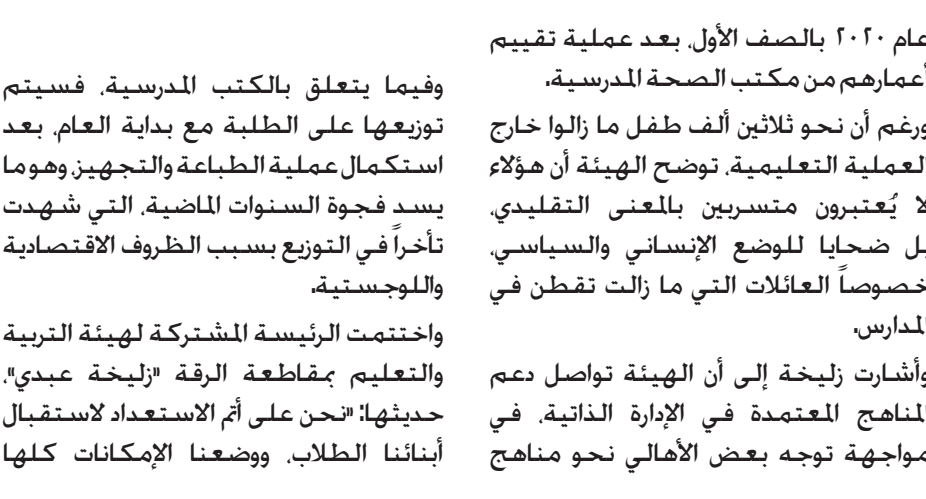 عام ٢٠٢٠ بالصف الأول، بعد عملية تقييم
أعمارهم من مكتب الصحة المدرسية.
ورغم أن نحو ثلاثين ألف طفل ما زالوا خارج
العملية التعليمية، توضح الهيئة أن هؤلاء
لا يُعتبرون متسربين بالمعنى التقليدي،
بل ضحايا للوضع الإنساني والسياسي،
خصوصاً العائلات التي ما زالت تقطن في
المدارس.
وأشارت زليخة إلى أن الهيئة تواصل دعم
المناهج المعتمدة في الإدارة الذاتية، في
مواجهة توجه بعض الأهالي نحو مناهج
وفيما يتعلق بالكتب المدرسية، فسيتم
توزيعها على الطلبة مع بداية العام، بعد
استكمال عملية الطباعة والتجهيز، وهو ما
يسد فجوة السنوات الماضية، التي شهدت
تأخراً في التوزيع بسبب الظروف الاقتصادية
واللوجستية.
واختتمت الرئيسة المشتركة لهيئة التربية
والتعليم بمقاطعة الرقة "زليخة عبدي"،
حديثها: "نحن على أتم الاستعداد لاستقبال
أبنائنا الطلاب، ووضعنا الإمكانات كلها